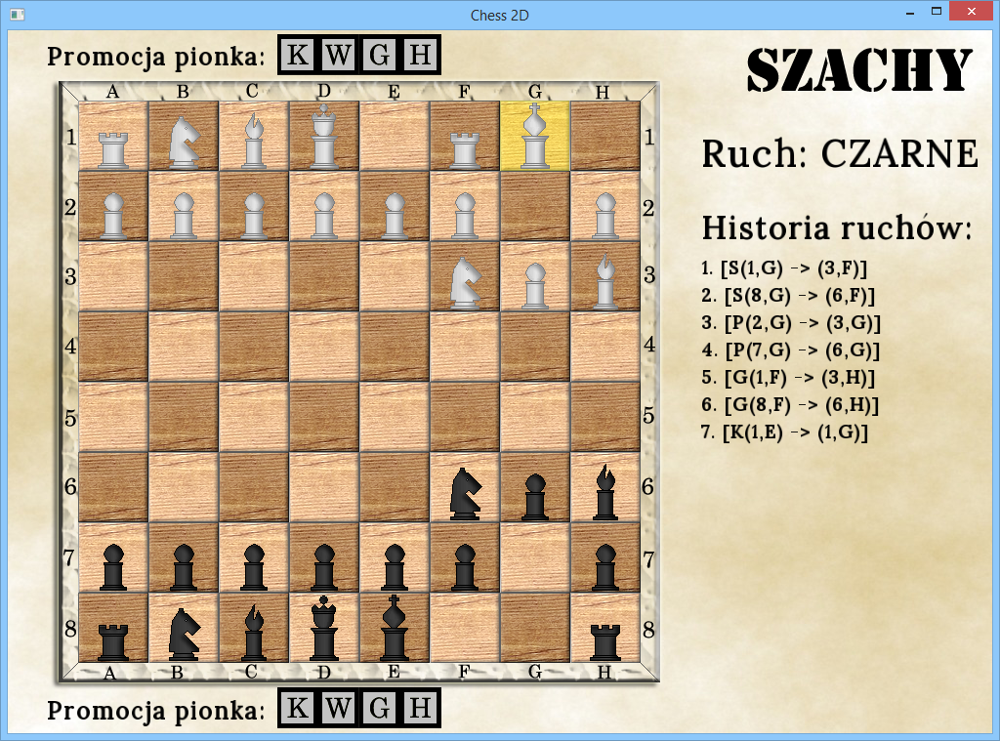 Chess 2D
Promocja pionka: K W G H
SZACHY
A B C D E F G H
1 1
Ruch: CZARNE
2 2
Historia ruchów:
3 3
1. [S(1,G) -> (3,F)]
2. [S(8,G) -> (6,F)]
3. [P(2,G) -> (3,G)]
4 4
4. [P(7,G) -> (6,G)]
5. [G(1,F) -> (3,H)]
6. [G(8,F) -> (6,H)]
5 5
7. [K(1,E) -> (1,G)]
6 6
7 7
8 8
A B C D E F G H
Promocja pionka: K W G H